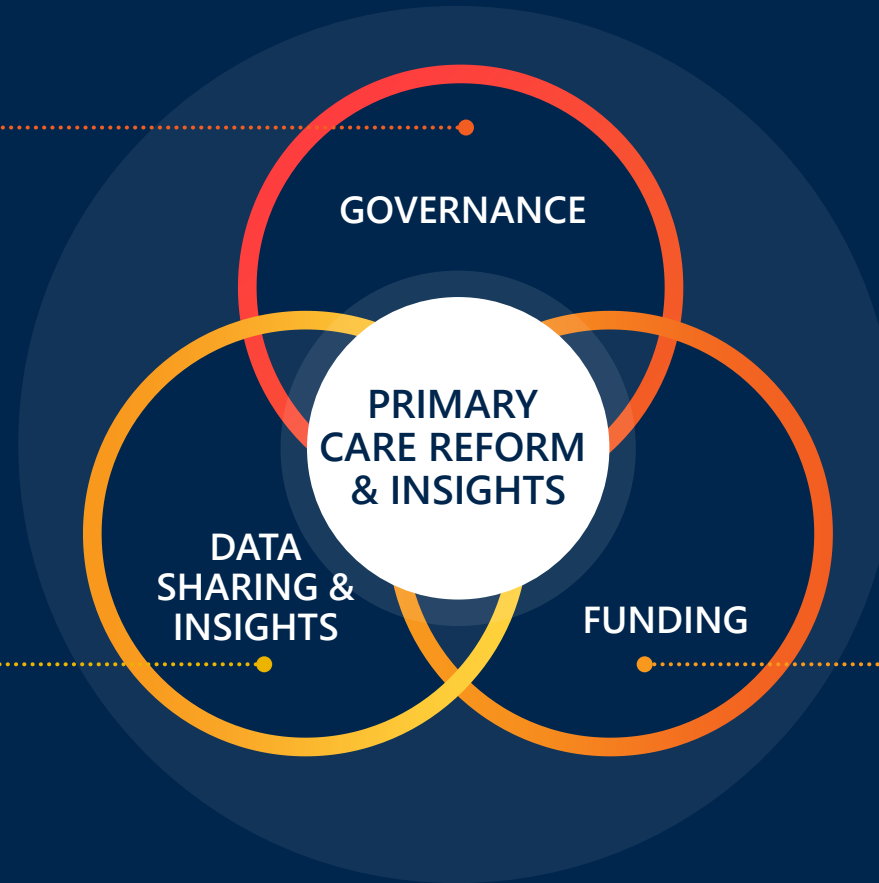 GOVERNANCE
PRIMARY
CARE REFORM
& INSIGHTS
DATA
SHARING &
INSIGHTS
FUNDING